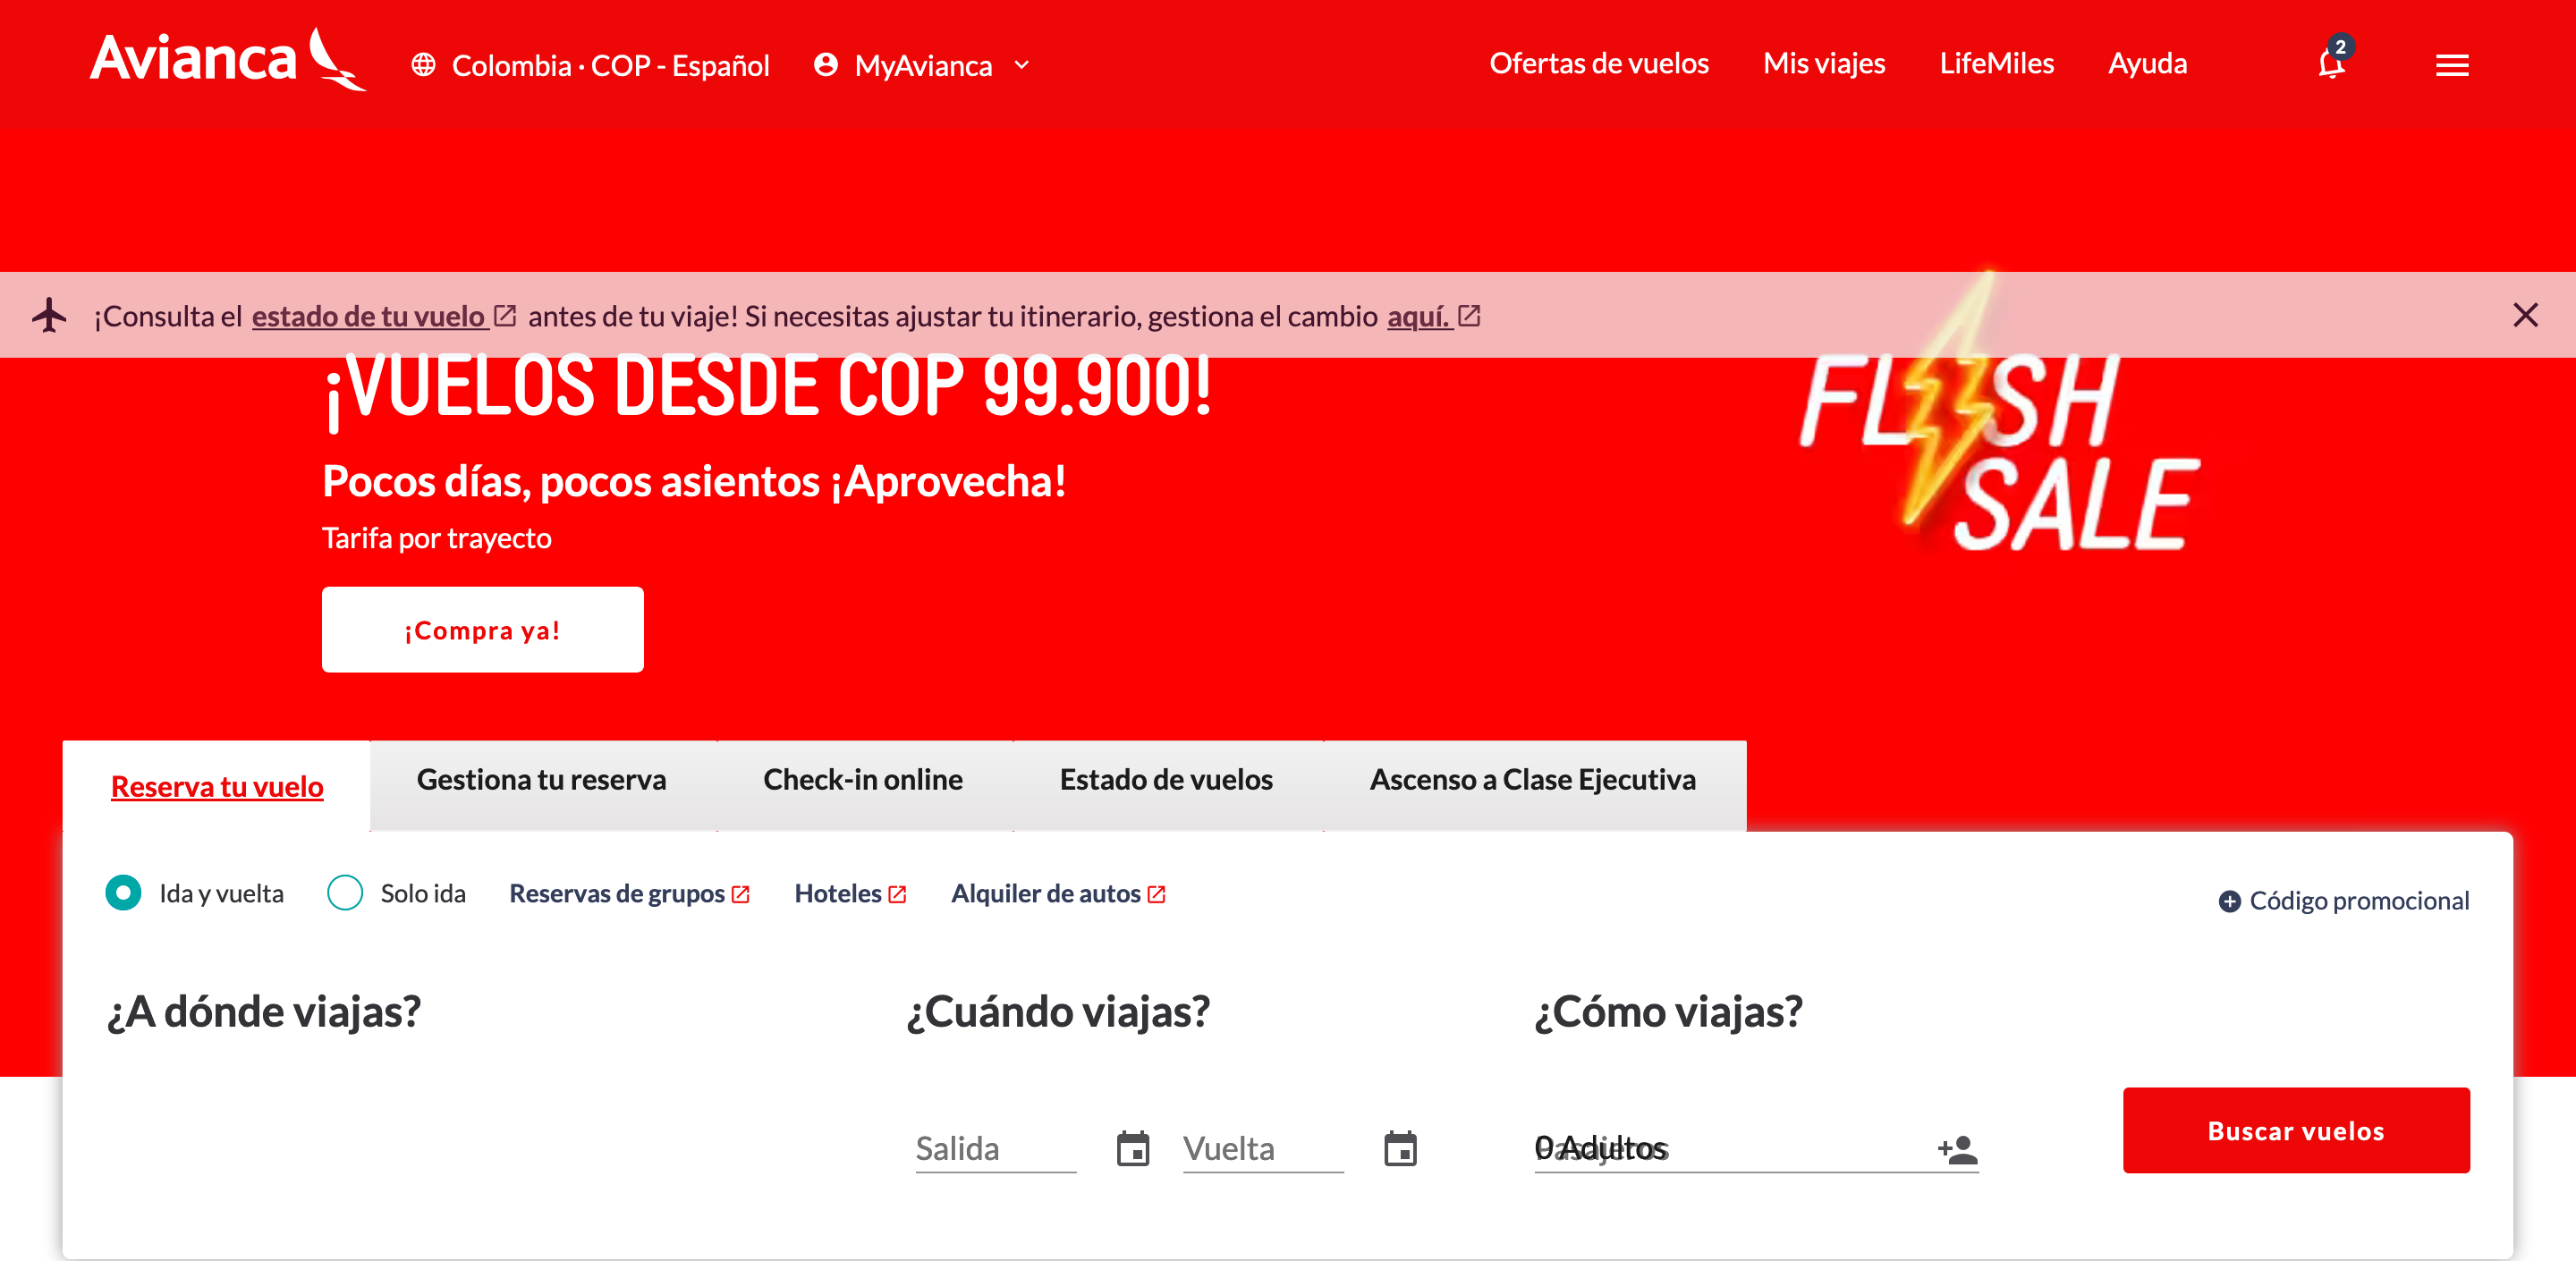 Avianca
Colombia · COP - Español
MyAvianca
Ofertas de vuelos
Mis viajes
LifeMiles
Ayuda
2
¡Consulta el estado de tu vuelo antes de tu viaje! Si necesitas ajustar tu itinerario, gestiona el cambio aquí.
¡VUELOS DESDE COP 99.900!
Pocos días, pocos asientos ¡Aprovecha!
Tarifa por trayecto
¡Compra ya!
FLASH
SALE
Reserva tu vuelo
Gestiona tu reserva
Check-in online
Estado de vuelos
Ascenso a Clase Ejecutiva
Ida y vuelta
Solo ida
Reservas de grupos
Hoteles
Alquiler de autos
Código promocional
¿A dónde viajas?
¿Cuándo viajas?
¿Cómo viajas?
Salida
Vuelta
0 Adultos
Pasajeros
Buscar vuelos